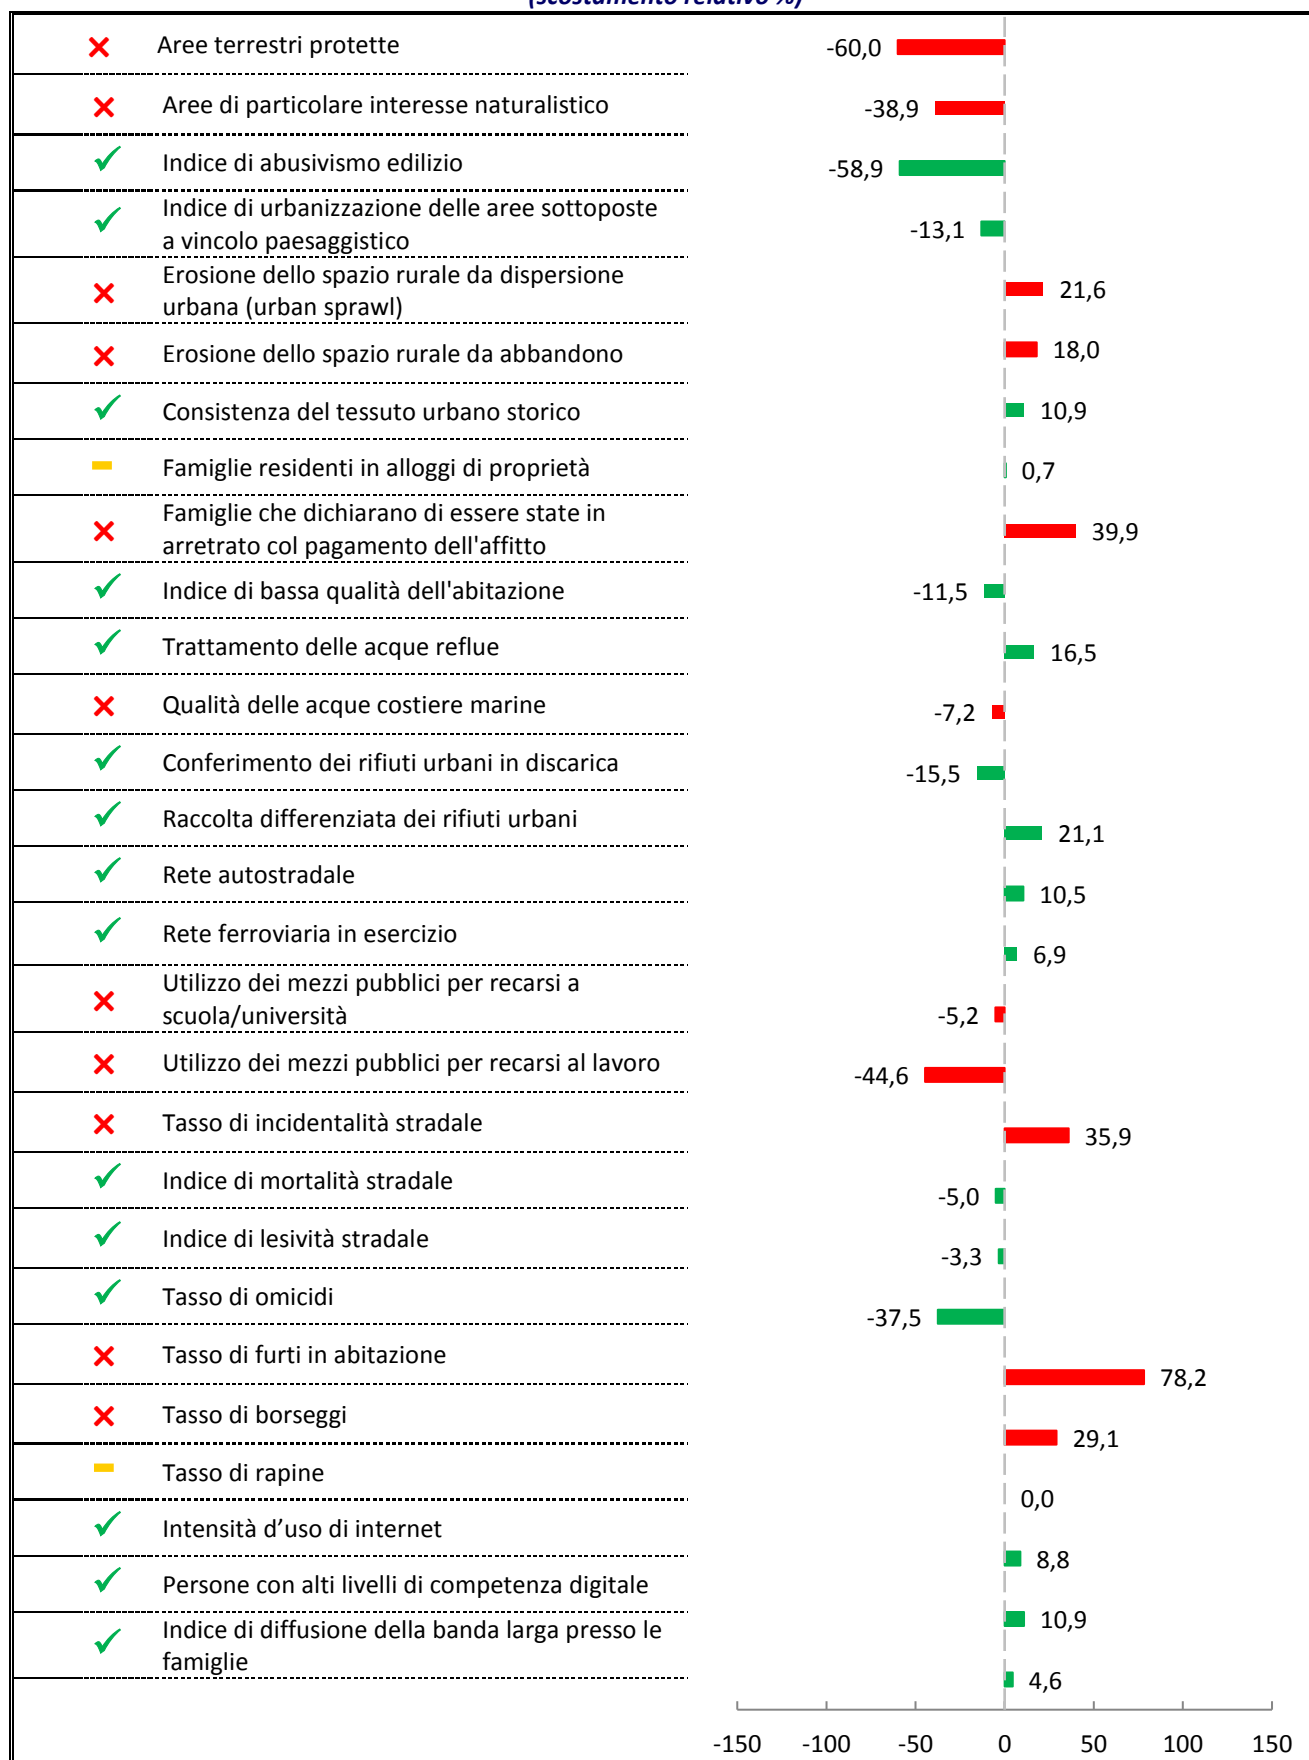 (scostamento relativo %)
Aree terrestri protette
-60,0
Aree di particolare interesse naturalistico
-38,9
Indice di abusivismo edilizio
-58,9
Indice di urbanizzazione delle aree sottoposte
a vincolo paesaggistico
-13,1
Erosione dello spazio rurale da dispersione
urbana (urban sprawl)
21,6
Erosione dello spazio rurale da abbandono
18,0
Consistenza del tessuto urbano storico
10,9
Famiglie residenti in alloggi di proprietà
0,7
Famiglie che dichiarano di essere state in
arretrato col pagamento dell'affitto
39,9
Indice di bassa qualità dell'abitazione
-11,5
Trattamento delle acque reflue
16,5
Qualità delle acque costiere marine
-7,2
Conferimento dei rifiuti urbani in discarica
-15,5
Raccolta differenziata dei rifiuti urbani
21,1
Rete autostradale
10,5
Rete ferroviaria in esercizio
6,9
Utilizzo dei mezzi pubblici per recarsi a
scuola/università
-5,2
Utilizzo dei mezzi pubblici per recarsi al lavoro
-44,6
Tasso di incidentalità stradale
35,9
Indice di mortalità stradale
-5,0
Indice di lesività stradale
-3,3
Tasso di omicidi
-37,5
Tasso di furti in abitazione
78,2
Tasso di borseggi
29,1
Tasso di rapine
0,0
Intensità d’uso di internet
8,8
Persone con alti livelli di competenza digitale
10,9
Indice di diffusione della banda larga presso le
famiglie
4,6
-150 -100 -50 0 50 100 150